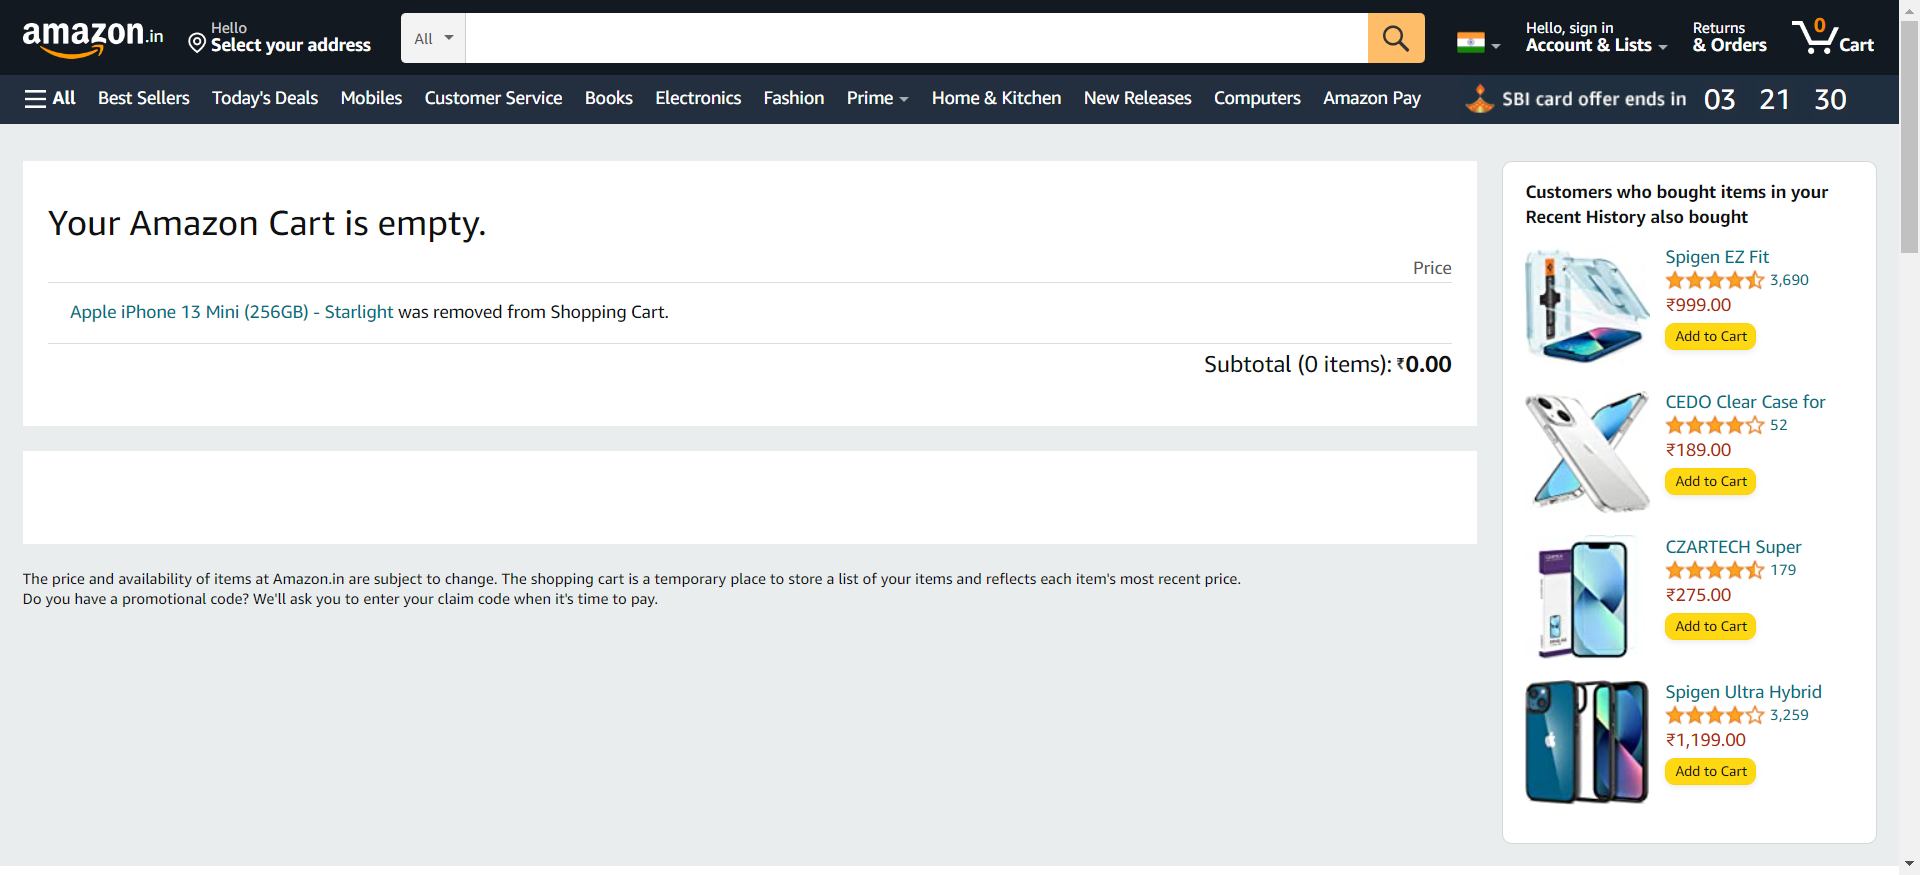 amazon.in
Hello
Select your address
All
Hello, sign in
Account & Lists
Returns
& Orders
0
Cart
All Best Sellers Today's Deals Mobiles Customer Service Books Electronics Fashion Prime Home & Kitchen New Releases Computers Amazon Pay
SBI card offer ends in 03 21 30
Your Amazon Cart is empty.
Price
Apple iPhone 13 Mini (256GB) - Starlight was removed from Shopping Cart.
Subtotal (0 items): ₹0.00
The price and availability of items at Amazon.in are subject to change. The shopping cart is a temporary place to store a list of your items and reflects each item's most recent price.
Do you have a promotional code? We'll ask you to enter your claim code when it's time to pay.
Customers who bought items in your
Recent History also bought
Spigen EZ Fit
3,690
₹999.00
Add to Cart
CEDO Clear Case for
52
₹189.00
Add to Cart
CZARTECH Super
179
₹275.00
Add to Cart
Spigen Ultra Hybrid
3,259
₹1,199.00
Add to Cart